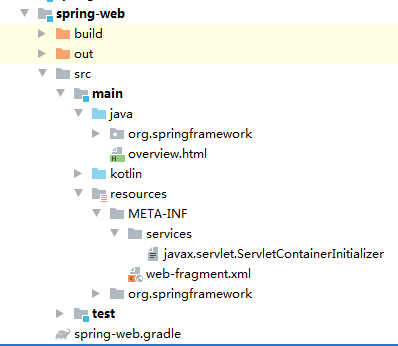 spring-web
build
out
src
main
java
org.springframework
overview.html
kotlin
resources
META-INF
services
javax.servlet.ServletContainerInitializer
web-fragment.xml
org.springframework
test
spring-web.gradle